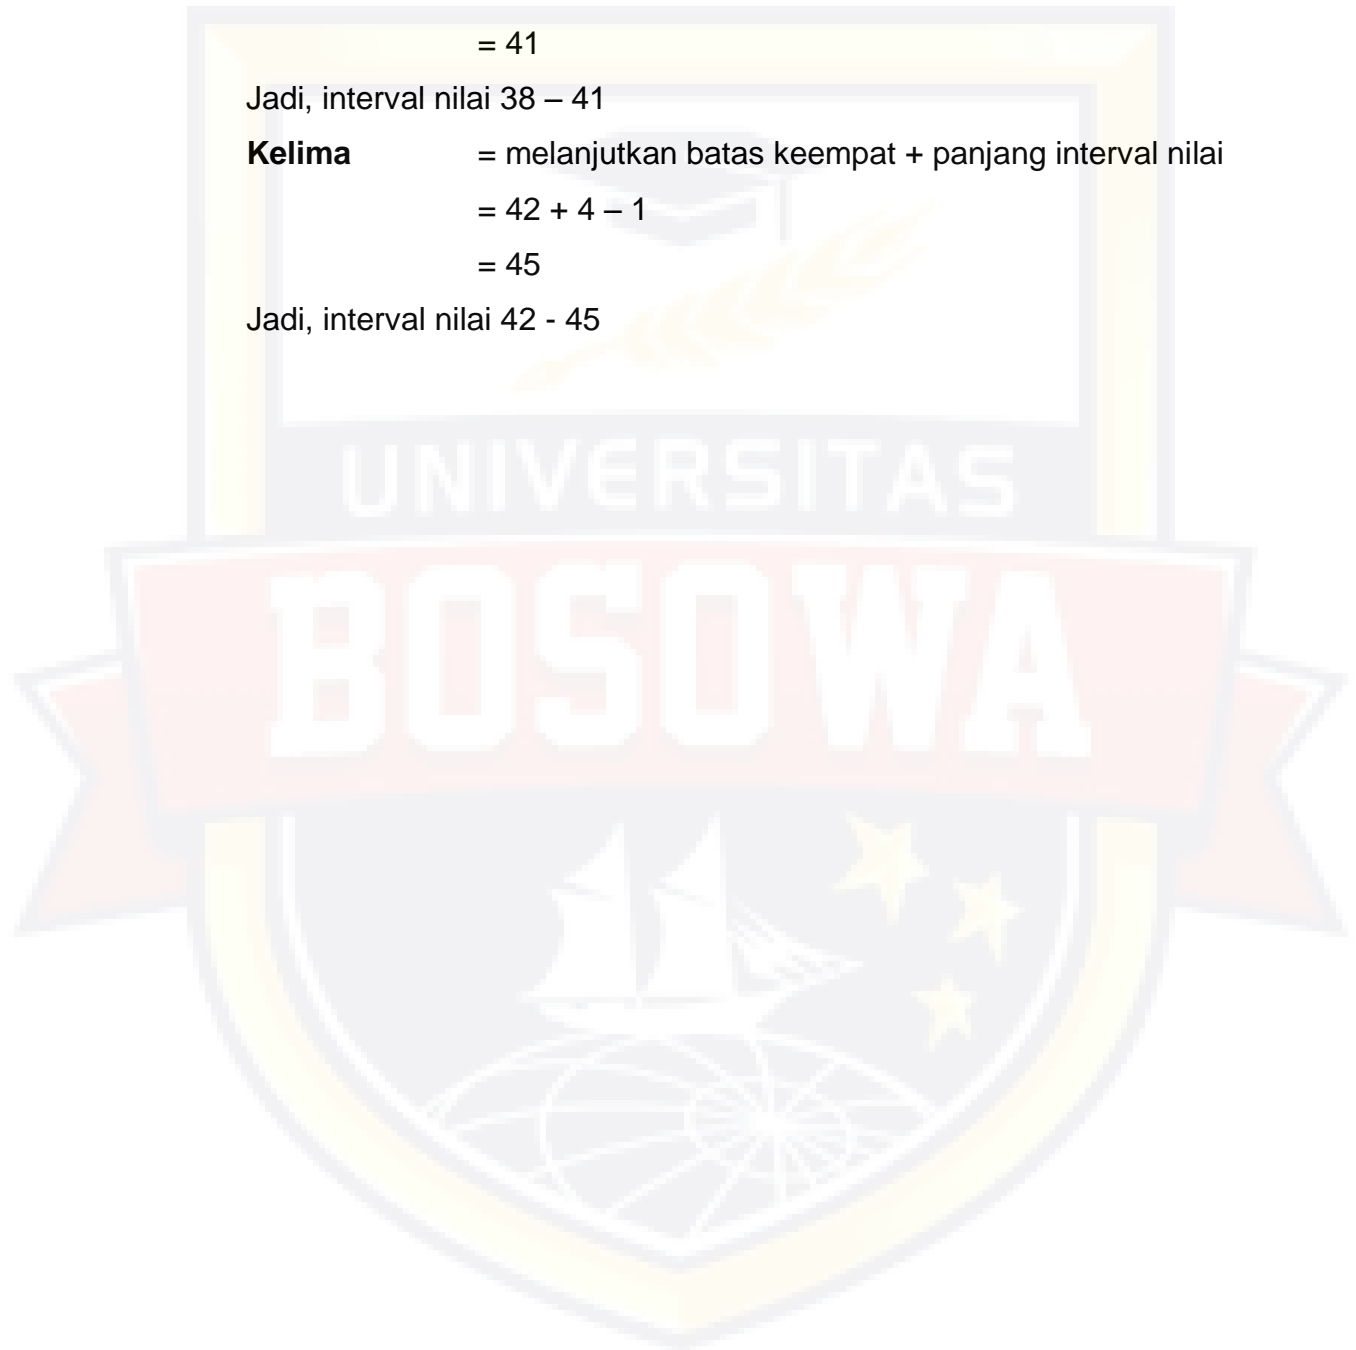 = 41
Jadi, interval nilai 38 – 41
Kelima = melanjutkan batas keempat + panjang interval nilai
= 42 + 4 – 1
= 45
Jadi, interval nilai 42 - 45
UNIVERSITAS
BOSOWA